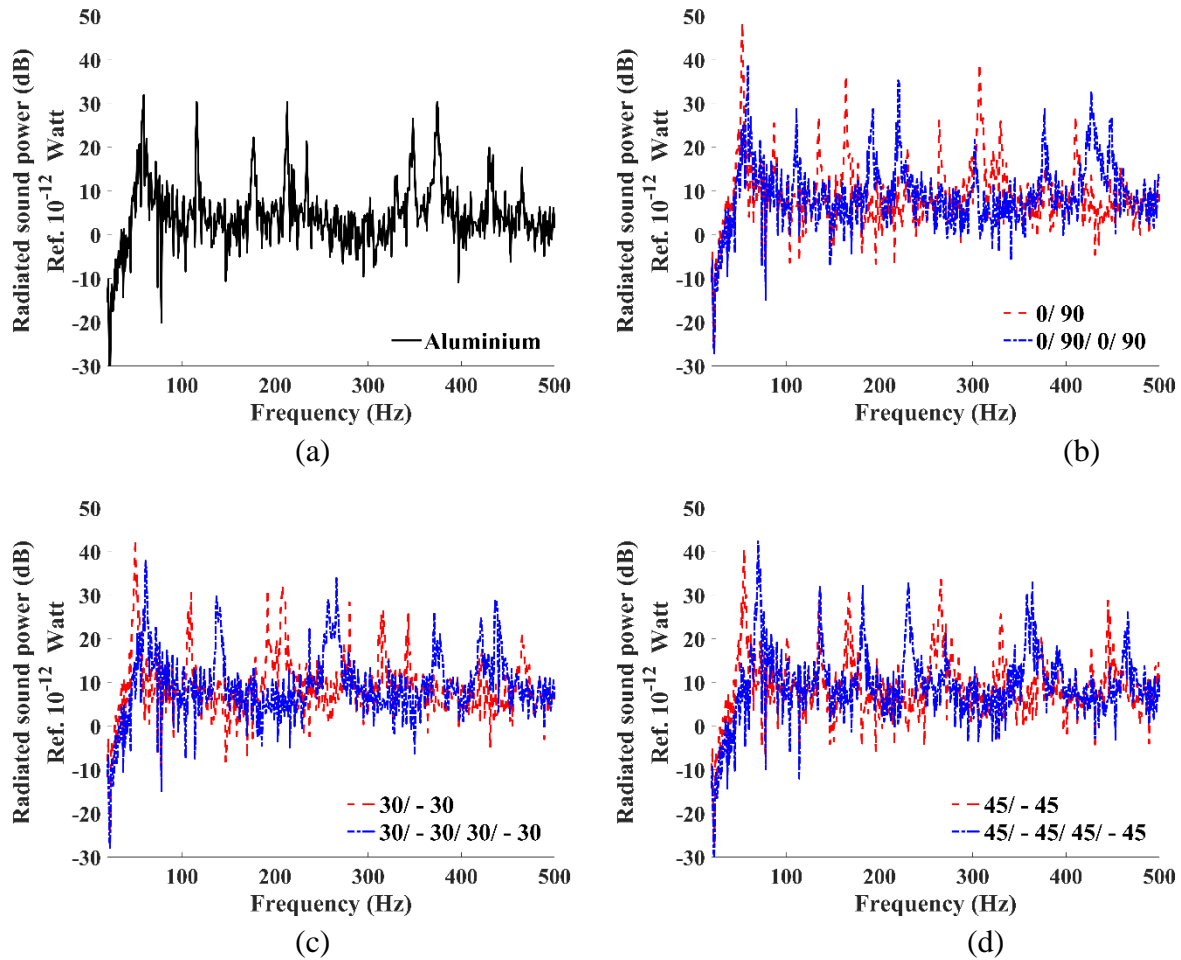 Radiated sound power (dB)
Ref. 10^-12 Watt
50
40
30
20
10
0
-10
-20
-30
Aluminium
100
200
300
400
500
Frequency (Hz)
(a)
Radiated sound power (dB)
Ref. 10^-12 Watt
50
40
30
20
10
0
-10
-20
-30
0/ 90
0/ 90/ 0/ 90
100
200
300
400
500
Frequency (Hz)
(b)
Radiated sound power (dB)
Ref. 10^-12 Watt
50
40
30
20
10
0
-10
-20
-30
30/ - 30
30/ - 30/ 30/ - 30
100
200
300
400
500
Frequency (Hz)
(c)
Radiated sound power (dB)
Ref. 10^-12 Watt
50
40
30
20
10
0
-10
-20
-30
45/ - 45
45/ - 45/ 45/ - 45
100
200
300
400
500
Frequency (Hz)
(d)